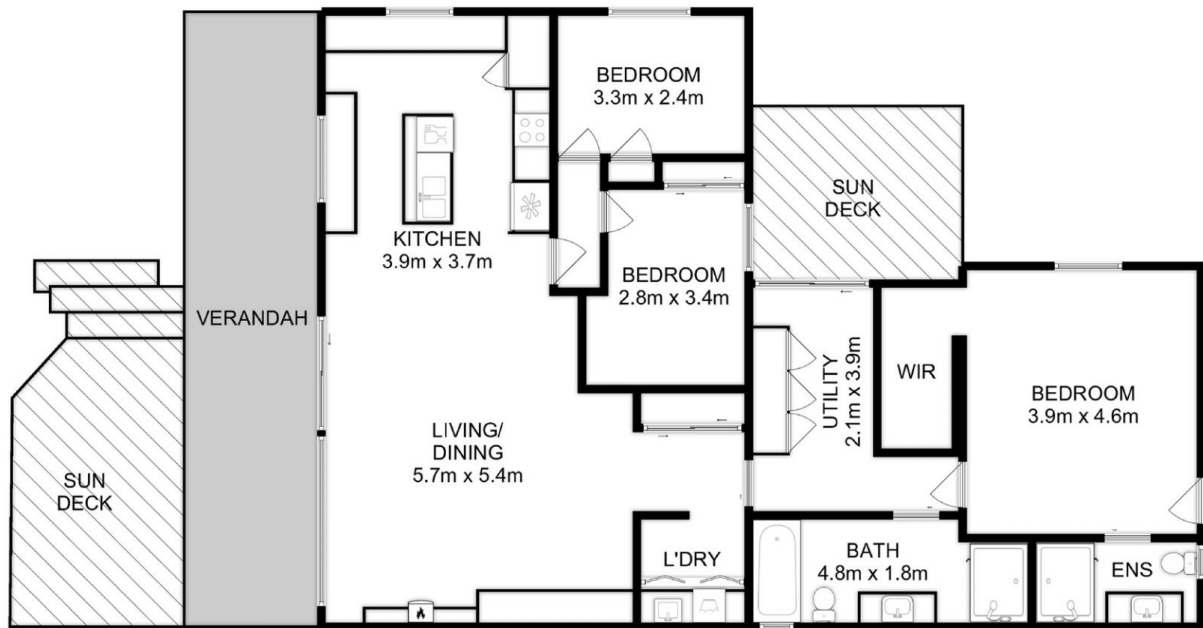 BEDROOM
3.3m x 2.4m
SUN
DECK
KITCHEN
3.9m x 3.7m
BEDROOM
2.8m x 3.4m
VERANDAH
UTILITY
2.1m x 3.9m
WIR
BEDROOM
3.9m x 4.6m
LIVING/
DINING
5.7m x 5.4m
SUN
DECK
L'DRY
BATH
4.8m x 1.8m
ENS